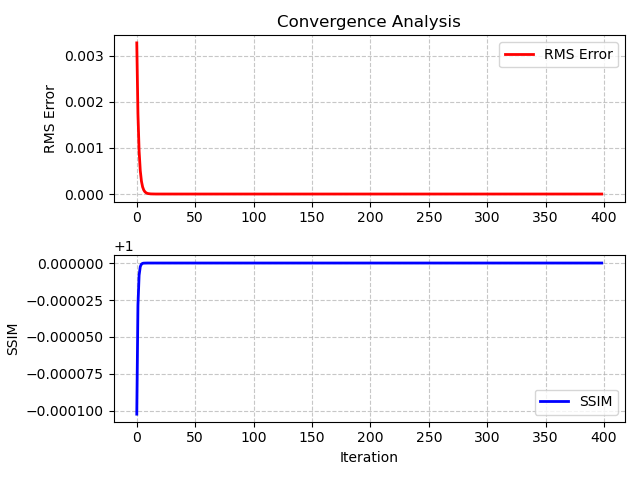 Convergence Analysis
RMS Error
0.003
0.002
0.001
0.000
RMS Error
0 50 100 150 200 250 300 350 400
+1
0.000000
−0.000025
−0.000050
−0.000075
−0.000100
SSIM
SSIM
0 50 100 150 200 250 300 350 400
Iteration